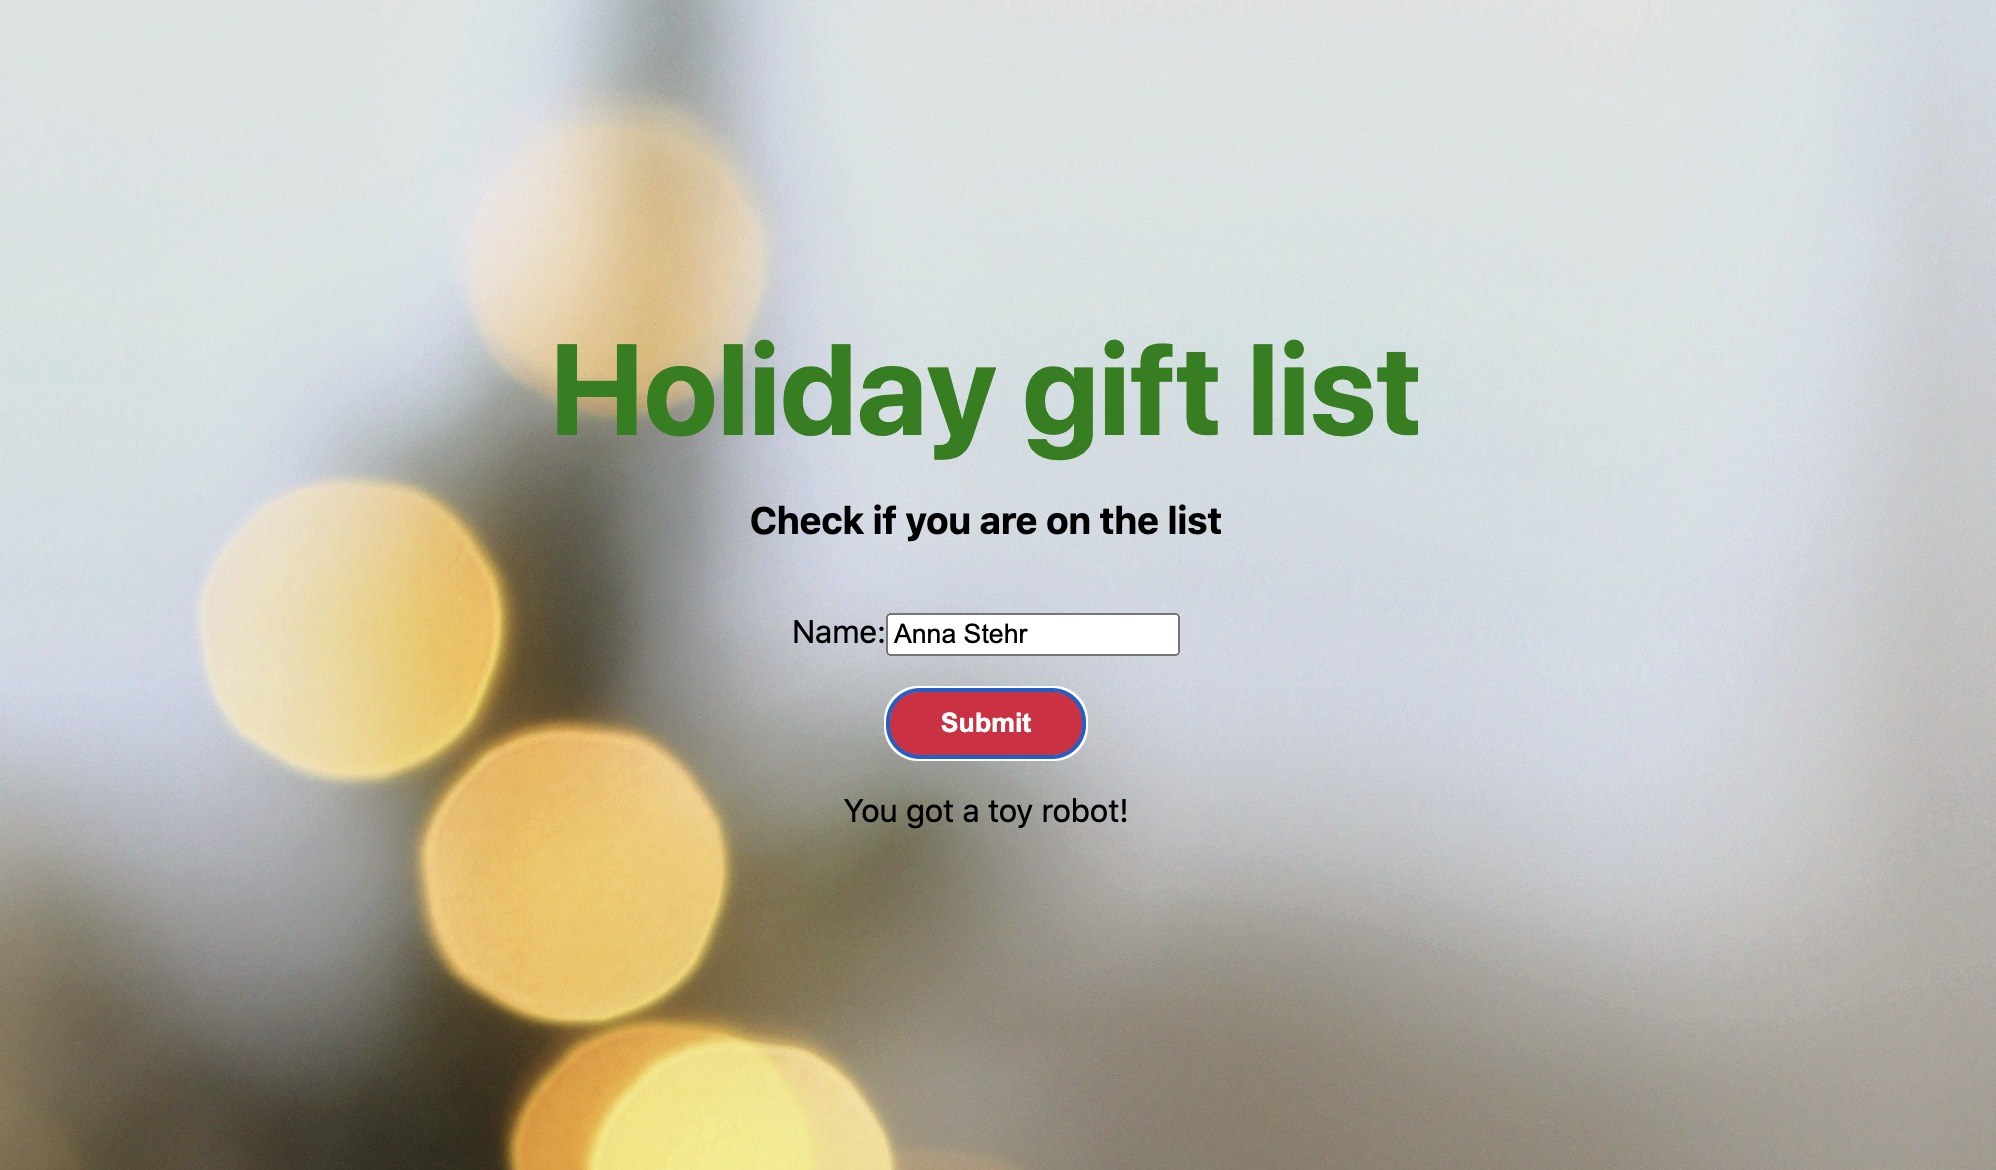 Holiday gift list
Check if you are on the list
Name: Anna Stehr
Submit
You got a toy robot!